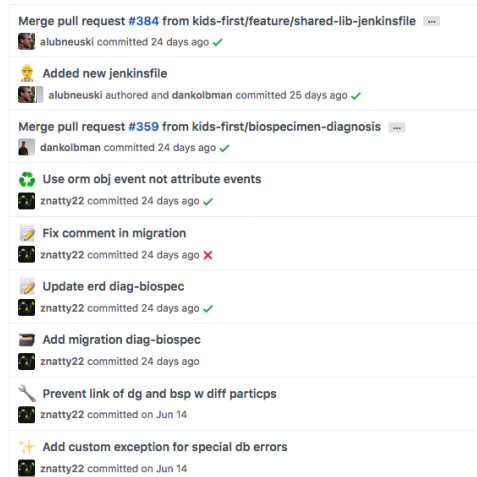 Merge pull request #384 from kids-first/feature/shared-lib-jenkinsfile ...
alubneuski committed 24 days ago ✓
Added new jenkinsfile
alubneuski authored and dankolbman committed 25 days ago ✓
Merge pull request #359 from kids-first/biospecimen-diagnosis ...
dankolbman committed 24 days ago ✓
Use orm obj event not attribute events
znatty22 committed 24 days ago ✓
Fix comment in migration
znatty22 committed 24 days ago ✗
Update erd diag-biospec
znatty22 committed 24 days ago ✓
Add migration diag-biospec
znatty22 committed 24 days ago
Prevent link of dg and bsp w diff particps
znatty22 committed on Jun 14
Add custom exception for special db errors
znatty22 committed on Jun 14